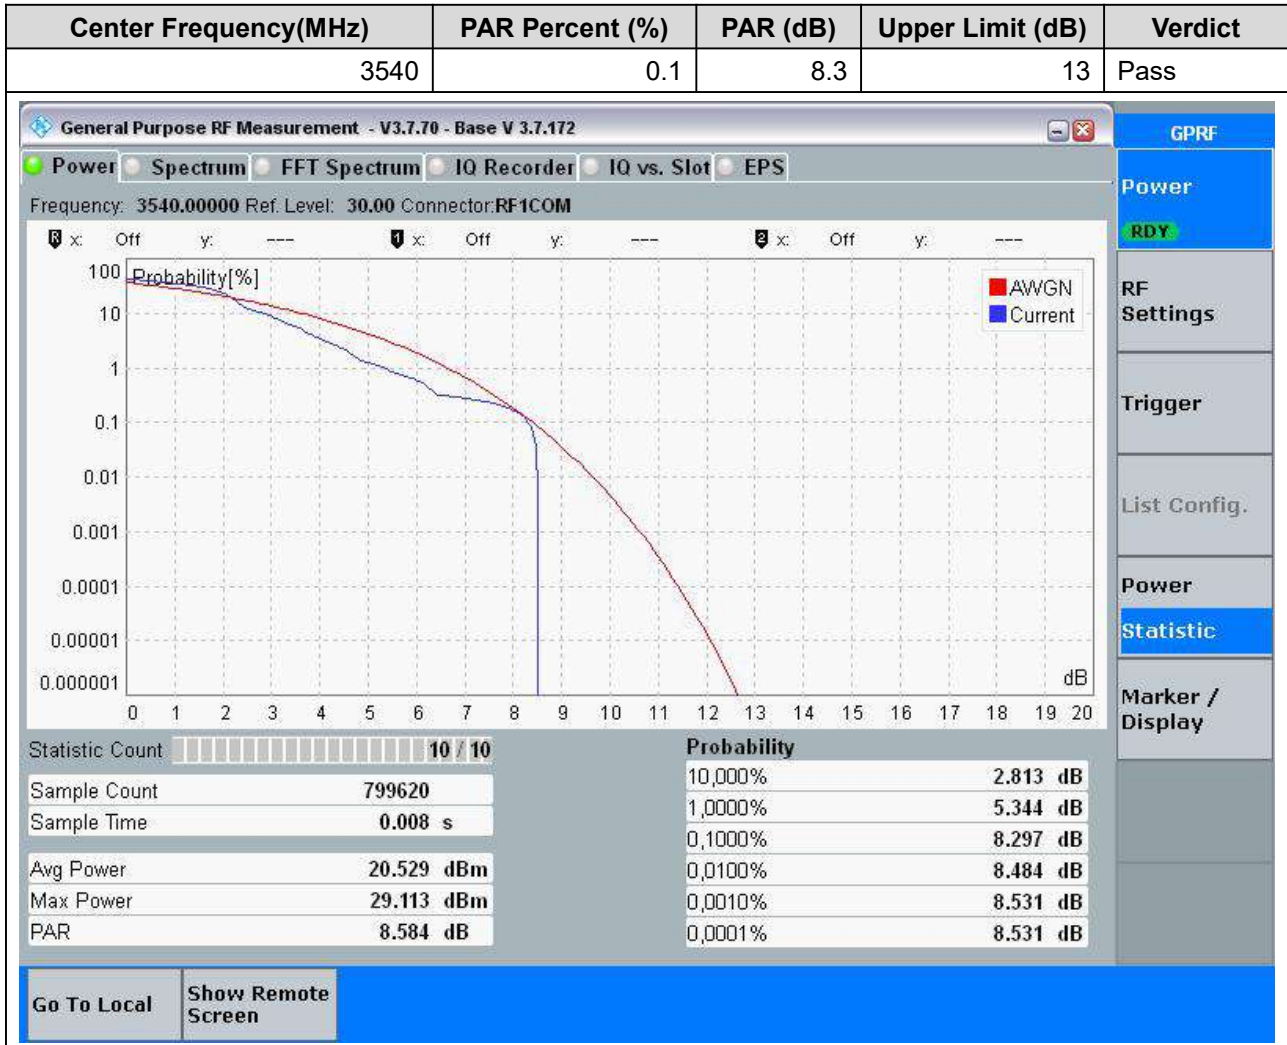 Center Frequency(MHz) PAR Percent (%) PAR (dB) Upper Limit (dB) Verdict
3540 0.1 8.3 13 Pass
General Purpose RF Measurement - V3.7.70 - Base V 3.7.172
GPRF
Power Spectrum FFT Spectrum IQ Recorder IQ vs. Slot EPS
Power
RDY
Frequency: 3540.00000 Ref. Level: 30.00 Connector:RF1COM
R x: Off y: --- 1 x: Off y: --- 2 x: Off y: ---
Probability[%]
AWGN
Current
100
10
1
0.1
0.01
0.001
0.0001
0.00001
0.000001
dB
0 1 2 3 4 5 6 7 8 9 10 11 12 13 14 15 16 17 18 19 20
RF
Settings
Trigger
List Config.
Power
Statistic
Marker /
Display
Statistic Count 10 / 10
Sample Count 799620
Sample Time 0.008 s
Avg Power 20.529 dBm
Max Power 29.113 dBm
PAR 8.584 dB
Probability
10,000% 2.813 dB
1,0000% 5.344 dB
0,1000% 8.297 dB
0,0100% 8.484 dB
0,0010% 8.531 dB
0,0001% 8.531 dB
Go To Local
Show Remote
Screen